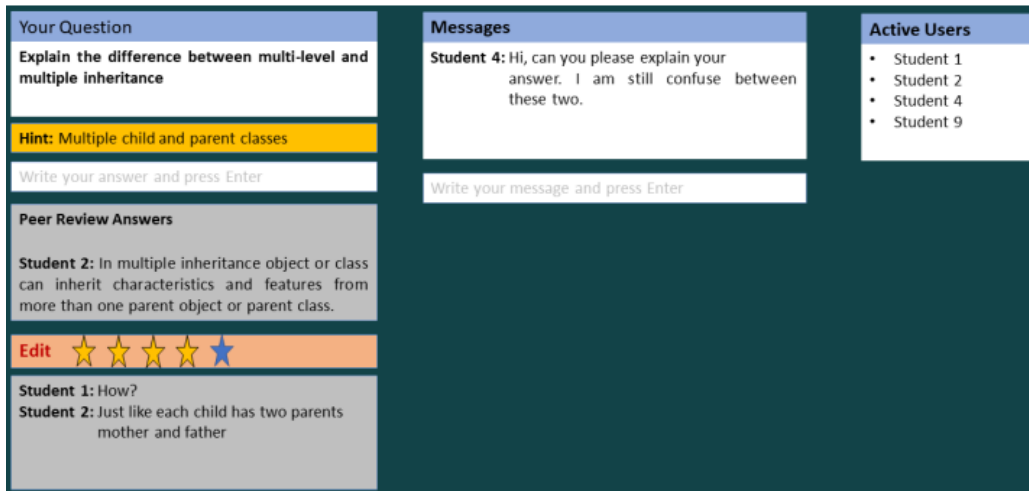 Your Question
Explain the difference between multi-level and
multiple inheritance
Hint: Multiple child and parent classes
Write your answer and press Enter
Peer Review Answers
Student 2: In multiple inheritance object or class
can inherit characteristics and features from
more than one parent object or parent class.
Edit
Student 1: How?
Student 2: Just like each child has two parents
mother and father
Messages
Student 4: Hi, can you please explain your
answer. I am still confuse between
these two.
Write your message and press Enter
Active Users
• Student 1
• Student 2
• Student 4
• Student 9